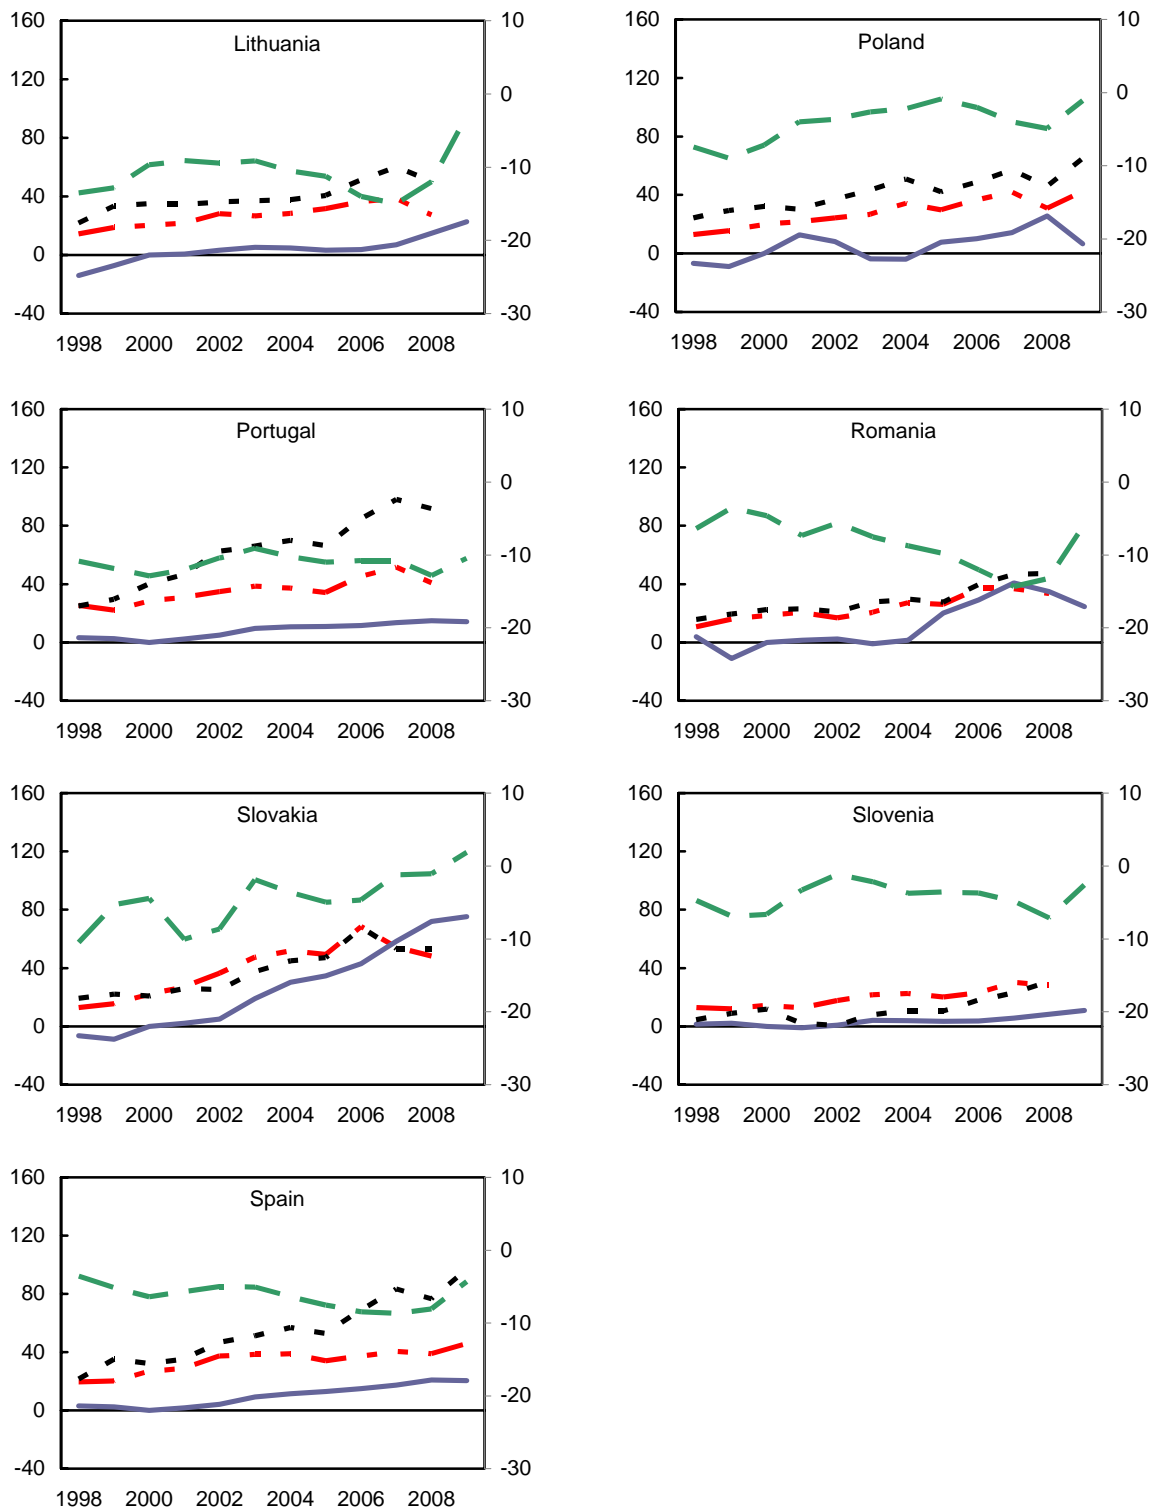 160 10 160 10
Lithuania Poland
120 120
0 0
80 80
-10 -10
40 40
-20 -20
0 0
-40 -30 -40 -30
1998 2000 2002 2004 2006 2008 1998 2000 2002 2004 2006 2008
160 10 160 10
Portugal Romania
120 0 120 0
80 80
-10 -10
40 40
0 -20 0 -20
-40 -30 -40 -30
1998 2000 2002 2004 2006 2008 1998 2000 2002 2004 2006 2008
160 10 160 10
Slovakia Slovenia
120 0 120 0
80 80
-10 -10
40 40
0 -20 0 -20
-40 -30 -40 -30
1998 2000 2002 2004 2006 2008 1998 2000 2002 2004 2006 2008
160 10
Spain
120 0
80
-10
40
0 -20
-40 -30
1998 2000 2002 2004 2006 2008